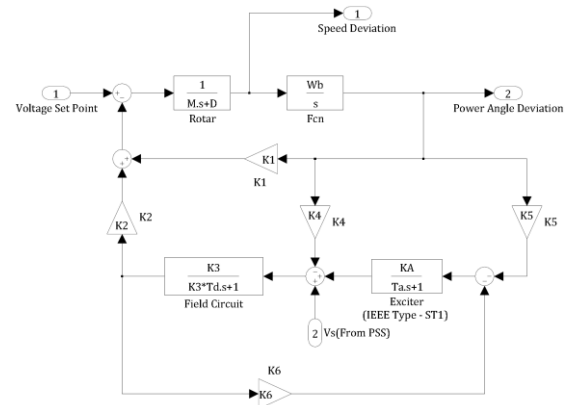 1
Speed Deviation
1
Voltage Set Point
+
−
1
M.s+D
Rotar
Wb
s
Fcn
2
Power Angle Deviation
+
+
K1
K1
K2
K2
K4
K4
K5
K5
K3
K3*Td.s+1
Field Circuit
−
+
+
KA
Ta.s+1
Exciter
(IEEE Type - ST1)
−
−
2
Vs(From PSS)
K6
K6